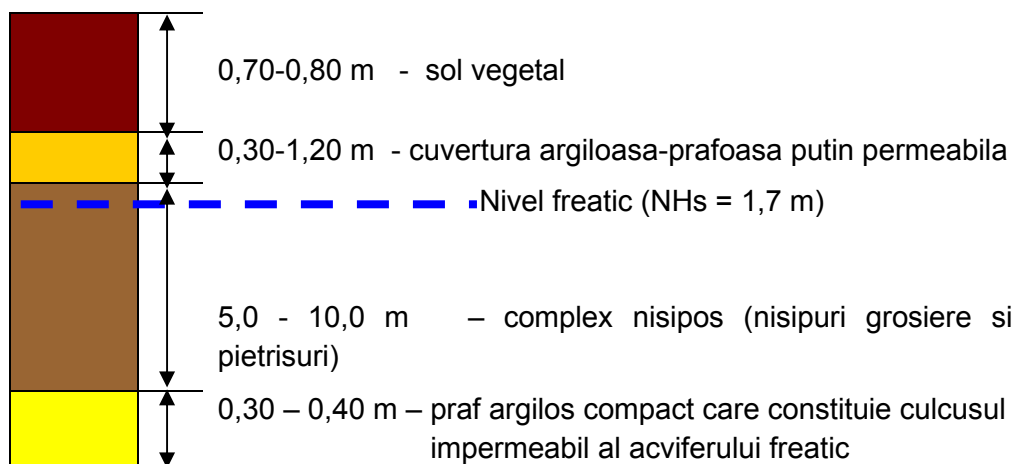 0,70-0,80 m - sol vegetal
0,30-1,20 m - cuvertura argiloasa-prafoasa putin permeabila
Nivel freatic (NHs = 1,7 m)
5,0 - 10,0 m – complex nisipos (nisipuri grosiere si
pietrisuri)
0,30 – 0,40 m – praf argilos compact care constituie culcusul
impermeabil al acviferului freatic